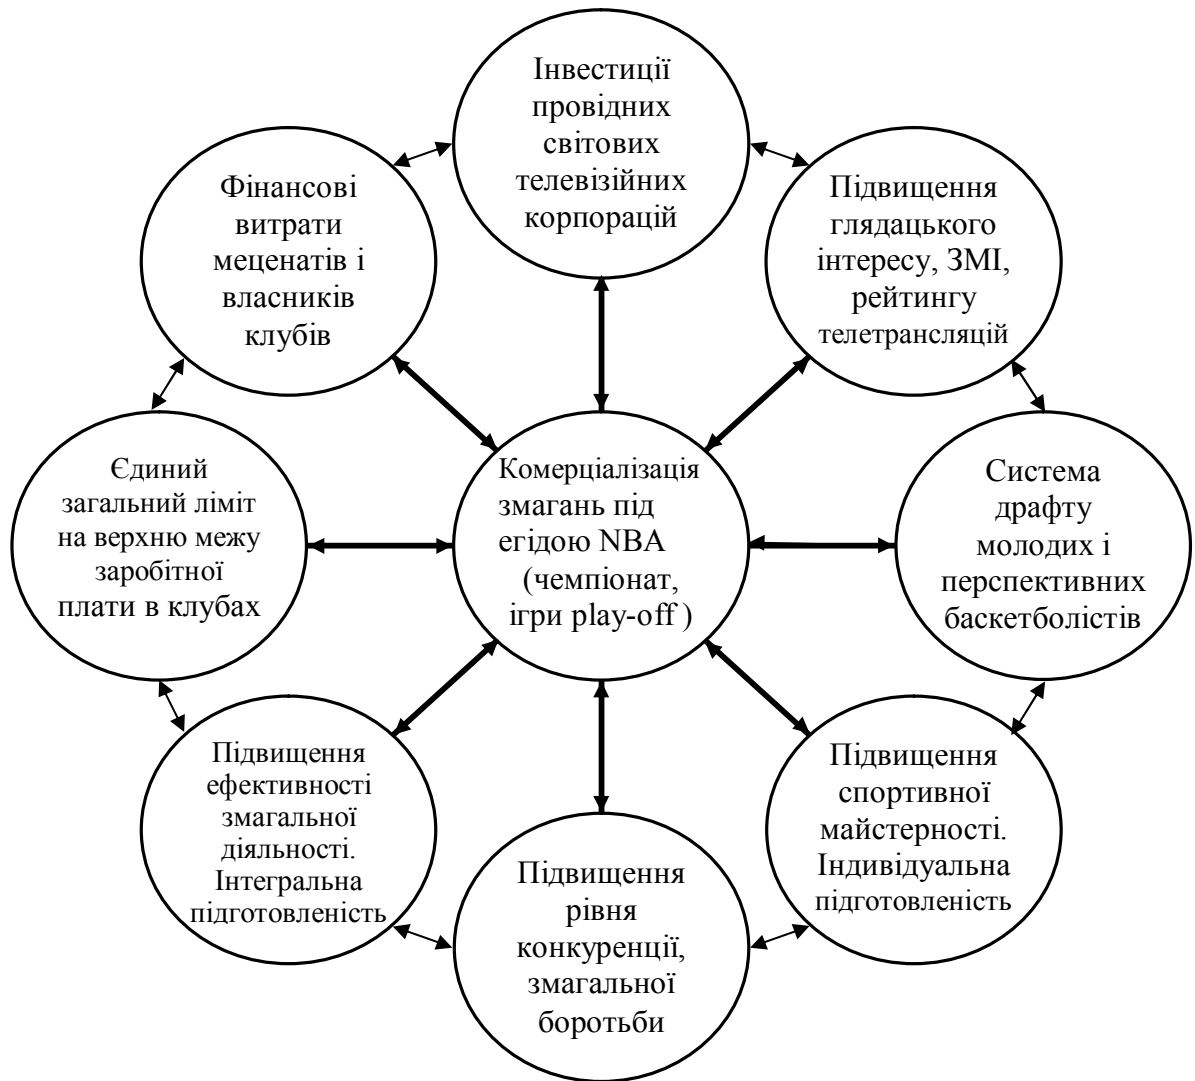 Інвестиції
провідних
світових
телевізійних
корпорацій
Фінансові
витрати
меценатів і
власників
клубів
Підвищення
глядацького
інтересу, ЗМІ,
рейтингу
телетрансляцій
Єдиний
загальний ліміт
на верхню межу
заробітної
плати в клубах
Комерціалізація
змагань під
егідою NBA
(чемпіонат,
ігри play-off )
Система
драфту
молодих і
перспективних
баскетболістів
Підвищення
ефективності
змагальної
діяльності.
Інтегральна
підготовленість
Підвищення
рівня
конкуренції,
змагальної
боротьби
Підвищення
спортивної
майстерності.
Індивідуальна
підготовленість